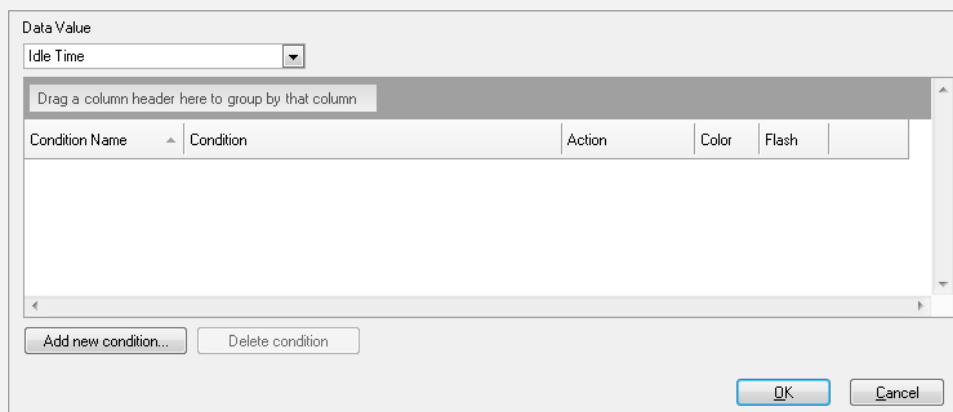 Data Value
Idle Time
Drag a column header here to group by that column
Condition Name Condition Action Color Flash
Add new condition... Delete condition
OK Cancel